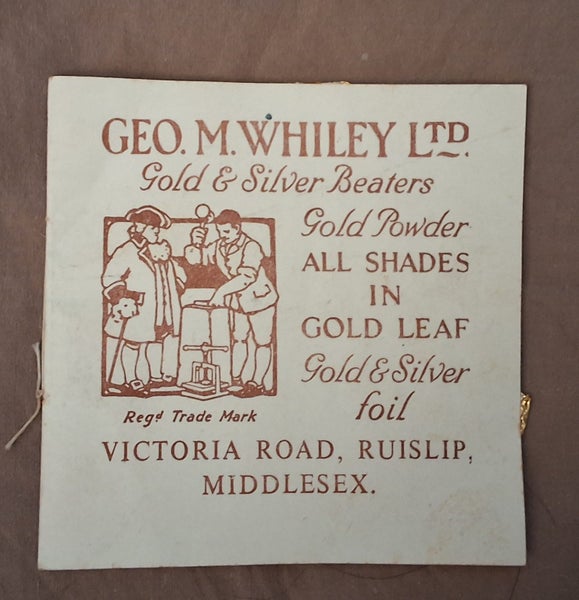 GEO. M. WHILEY LTD.
Gold & Silver Beaters
Gold Powder
ALL SHADES
IN
GOLD LEAF
Gold & Silver
foil
Regd Trade Mark
VICTORIA ROAD, RUISLIP,
MIDDLESEX.